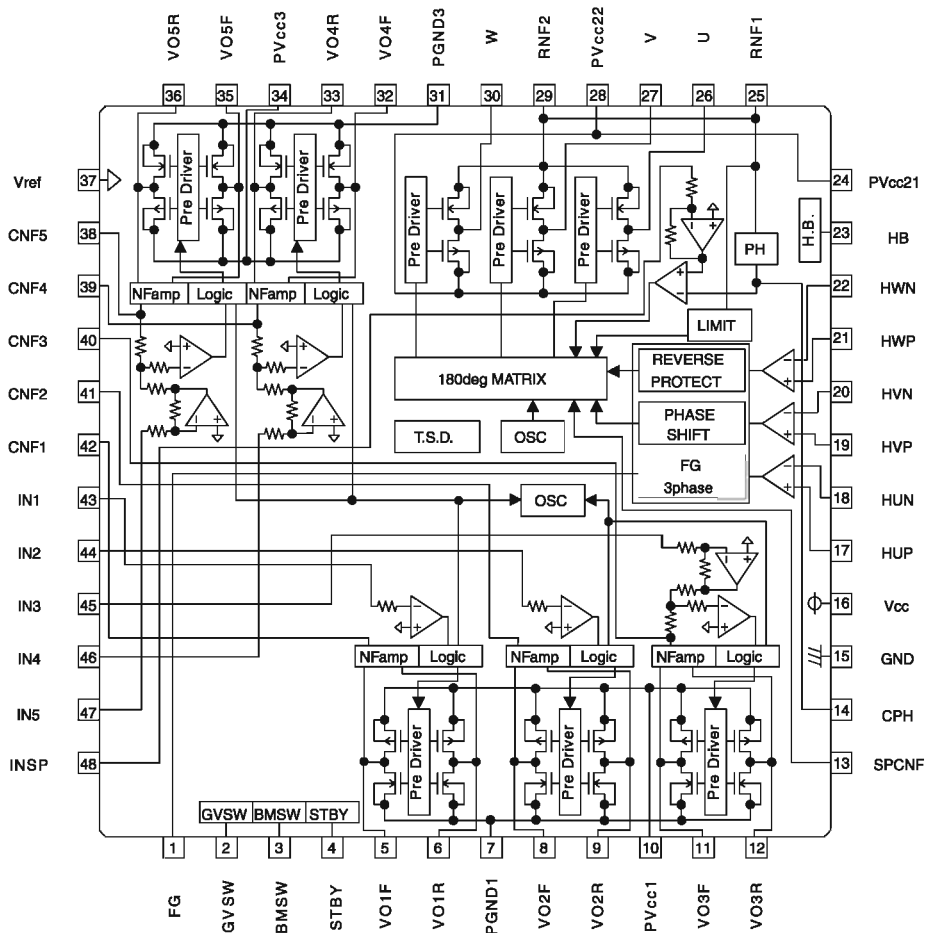 VO5R
VO5F
PVcc3
VO4R
VO4F
PGND3
W
RNF2
PVcc22
V
U
RNF1
36
35
34
33
32
31
30
29
28
27
26
25
Vref
37
CNF5
38
CNF4
39
CNF3
40
CNF2
41
CNF1
42
IN1
43
IN2
44
IN3
45
IN4
46
IN5
47
INSP
48
Pre Driver
Pre Driver
Pre Driver
Pre Driver
Pre Driver
24
PVcc21
H.B.
23
HB
PH
22
HWN
21
HWP
20
HVN
19
HVP
18
HUN
17
HUP
16
Vcc
15
GND
14
CPH
13
SPCNF
NFamp
Logic
NFamp
Logic
LIMIT
180deg MATRIX
REVERSE
PROTECT
PHASE
SHIFT
FG
3phase
T.S.D.
OSC
OSC
NFamp
Logic
NFamp
Logic
NFamp
Logic
Pre Driver
Pre Driver
Pre Driver
GVSW
BMSW
STBY
1
2
3
4
5
6
7
8
9
10
11
12
FG
GVSW
BMSW
STBY
VO1F
VO1R
PGND1
VO2F
VO2R
PVcc1
VO3F
VO3R